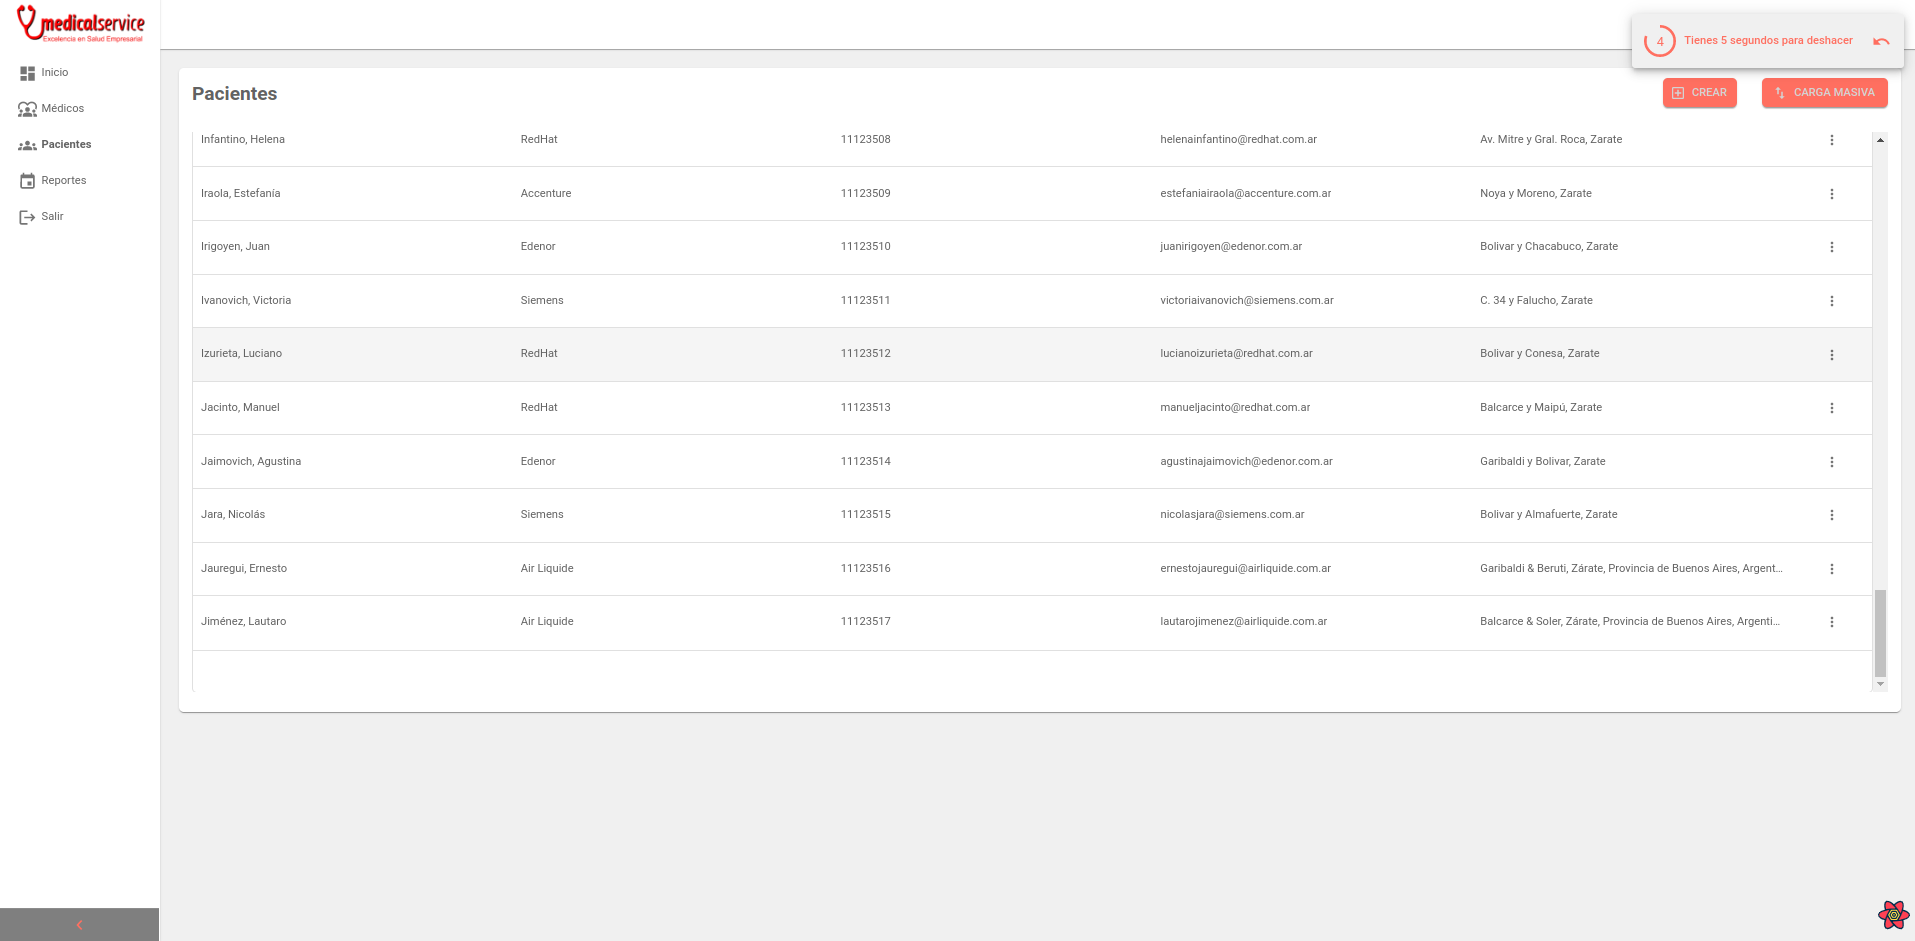 medicalservice
Excelencia en Salud Empresarial
4 Tienes 5 segundos para deshacer
Inicio
Médicos
Pacientes
Reportes
Salir
Pacientes
CREAR CARGA MASIVA
Infantino, Helena RedHat 11123508 helenainfantino@redhat.com.ar Av. Mitre y Gral. Roca, Zarate
Iraola, Estefanía Accenture 11123509 estefaniairaola@accenture.com.ar Noya y Moreno, Zarate
Irigoyen, Juan Edenor 11123510 juanirigoyen@edenor.com.ar Bolivar y Chacabuco, Zarate
Ivanovich, Victoria Siemens 11123511 victoriaivanovich@siemens.com.ar C. 34 y Falucho, Zarate
Izurieta, Luciano RedHat 11123512 lucianoizurieta@redhat.com.ar Bolivar y Conesa, Zarate
Jacinto, Manuel RedHat 11123513 manueljacinto@redhat.com.ar Balcarce y Maipú, Zarate
Jaimovich, Agustina Edenor 11123514 agustinajaimovich@edenor.com.ar Garibaldi y Bolivar, Zarate
Jara, Nicolás Siemens 11123515 nicolasjara@siemens.com.ar Bolivar y Almafuerte, Zarate
Jauregui, Ernesto Air Liquide 11123516 ernestojauregui@airliquide.com.ar Garibaldi & Beruti, Zárate, Provincia de Buenos Aires, Argent...
Jiménez, Lautaro Air Liquide 11123517 lautarojimenez@airliquide.com.ar Balcarce & Soler, Zárate, Provincia de Buenos Aires, Argenti...